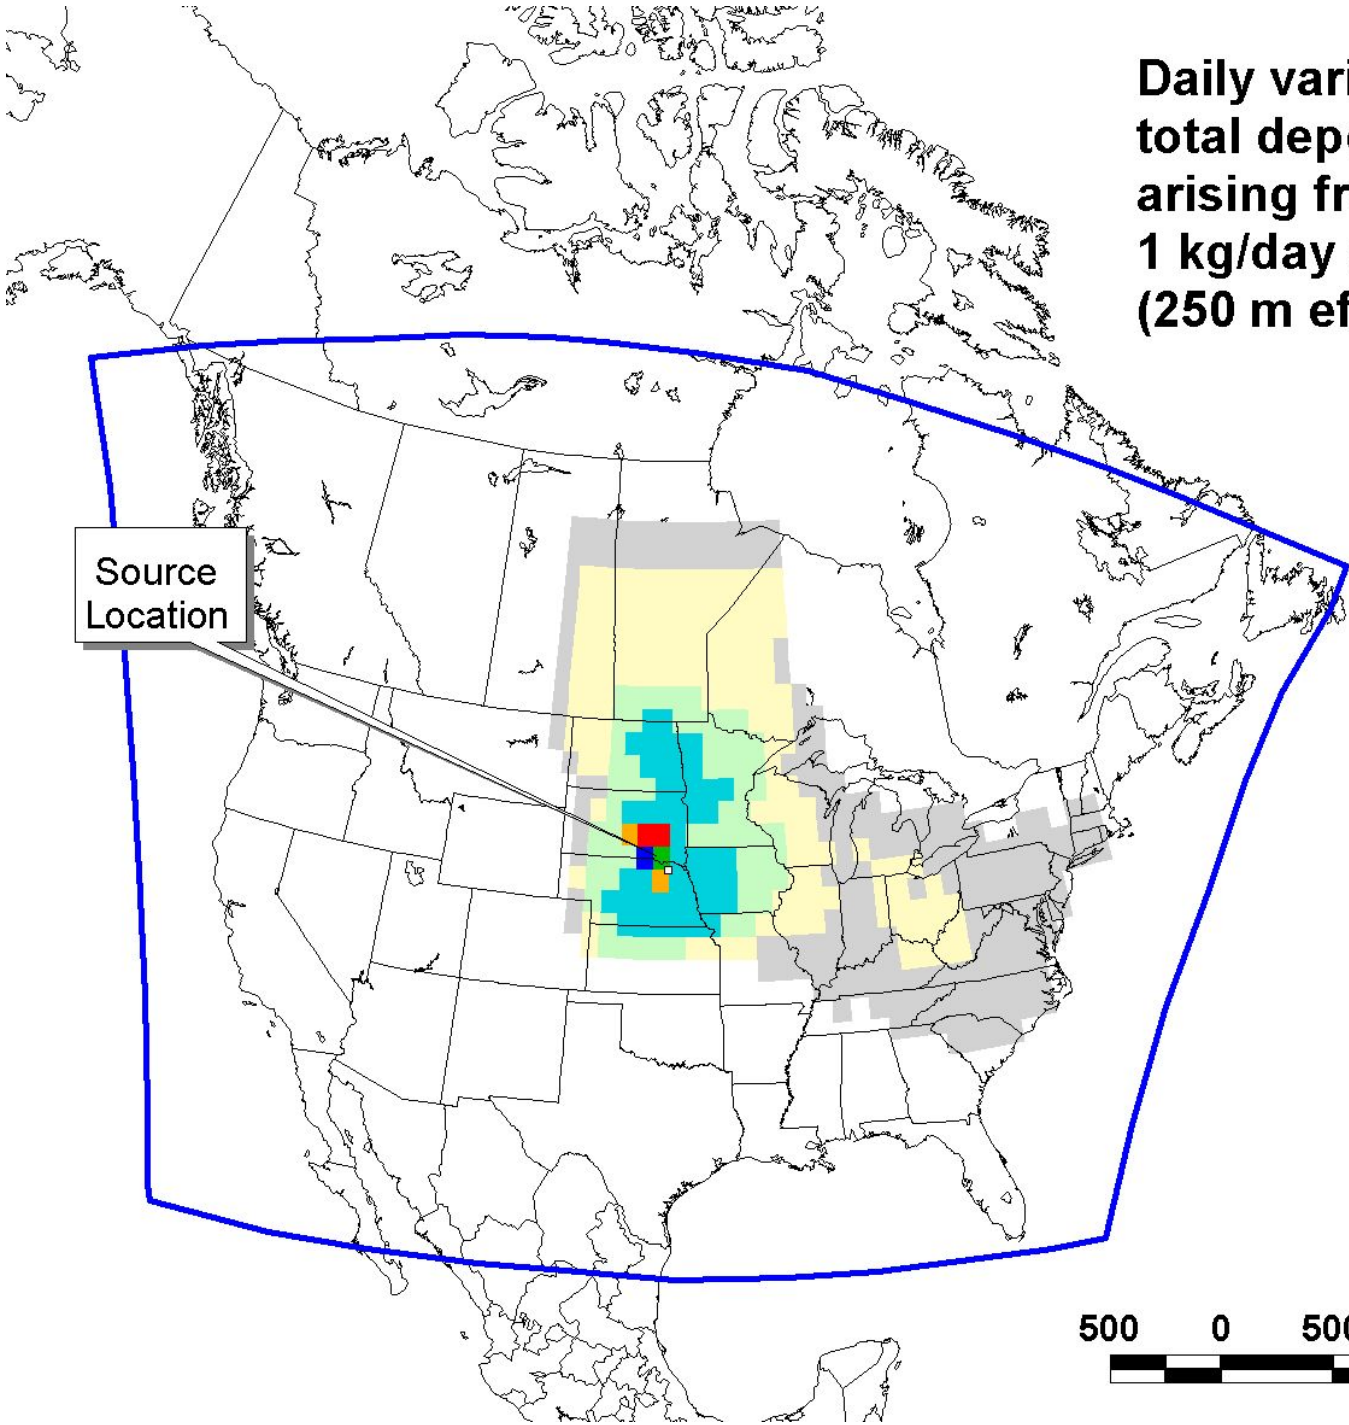 Daily vari
total depo
arising fr
1 kg/day
(250 m ef
Source
Location
500 0 500